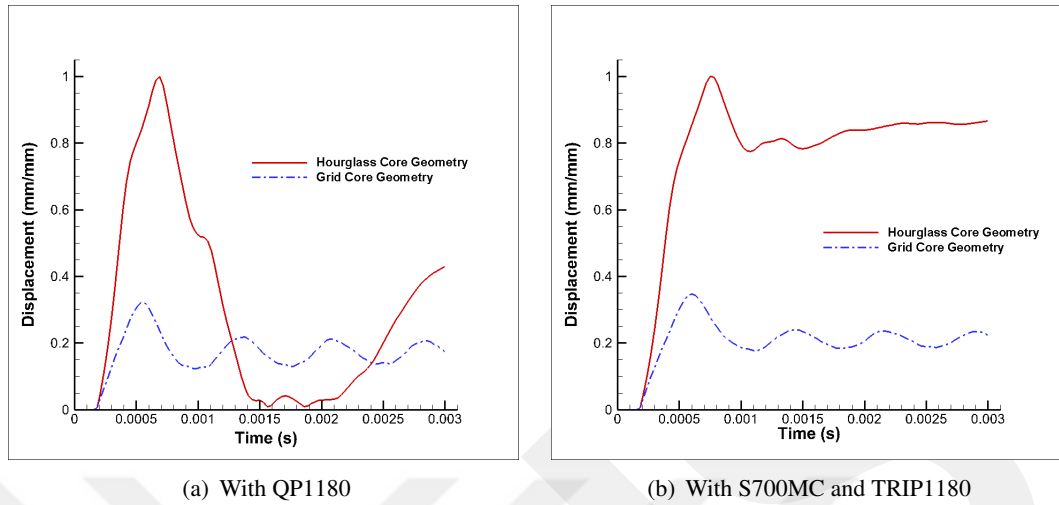 Displacement (mm/mm)
1
0.8
0.6
0.4
0.2
0
0 0.0005 0.001 0.0015 0.002 0.0025 0.003
Time (s)
Hourglass Core Geometry
Grid Core Geometry
(a) With QP1180
Displacement (mm/mm)
1
0.8
0.6
0.4
0.2
0
0 0.0005 0.001 0.0015 0.002 0.0025 0.003
Time (s)
Hourglass Core Geometry
Grid Core Geometry
(b) With S700MC and TRIP1180